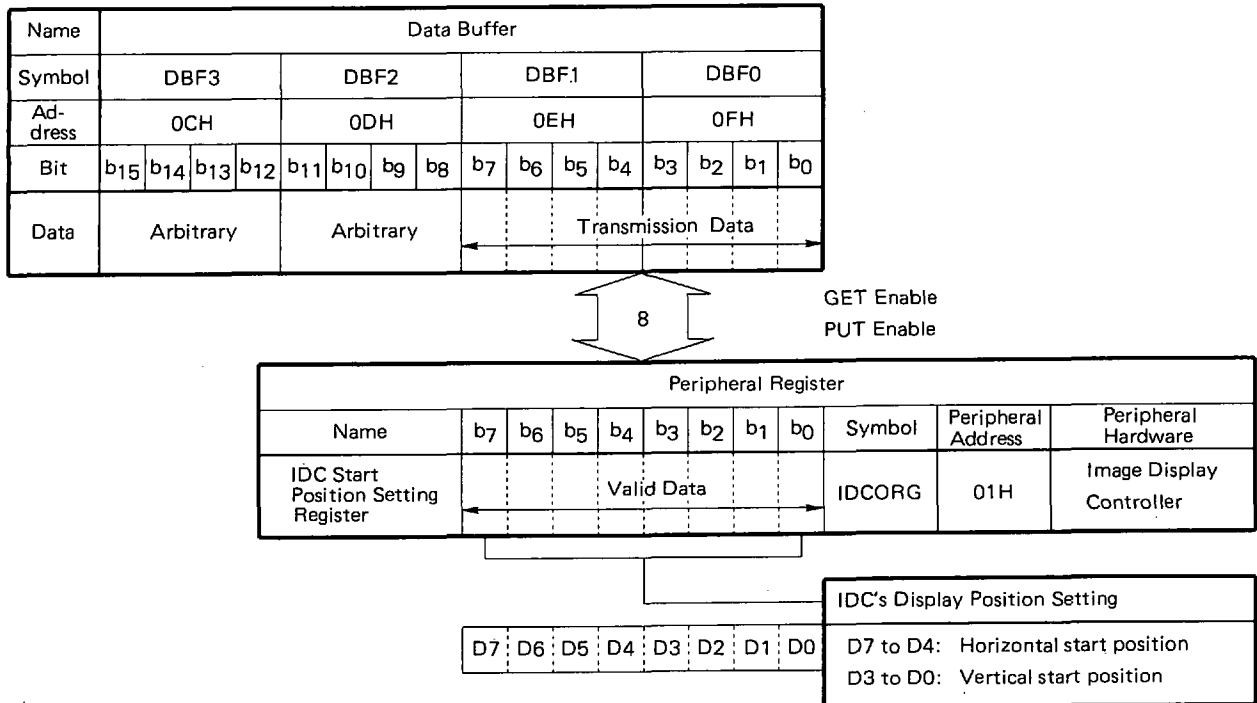 Name Data Buffer
Symbol DBF3 DBF2 DBF1 DBF0
Ad-
dress 0CH 0DH 0EH 0FH
Bit b15 b14 b13 b12 b11 b10 b9 b8 b7 b6 b5 b4 b3 b2 b1 b0
Data Arbitrary Arbitrary Transmission Data
8
GET Enable
PUT Enable
Peripheral Register
Name b7 b6 b5 b4 b3 b2 b1 b0 Symbol Peripheral
Address Peripheral
Hardware
IDC Start
Position Setting
Register
Valid Data
IDCORG
01H
Image Display
Controller
IDC's Display Position Setting
D7 D6 D5 D4 D3 D2 D1 D0
D7 to D4: Horizontal start position
D3 to D0: Vertical start position